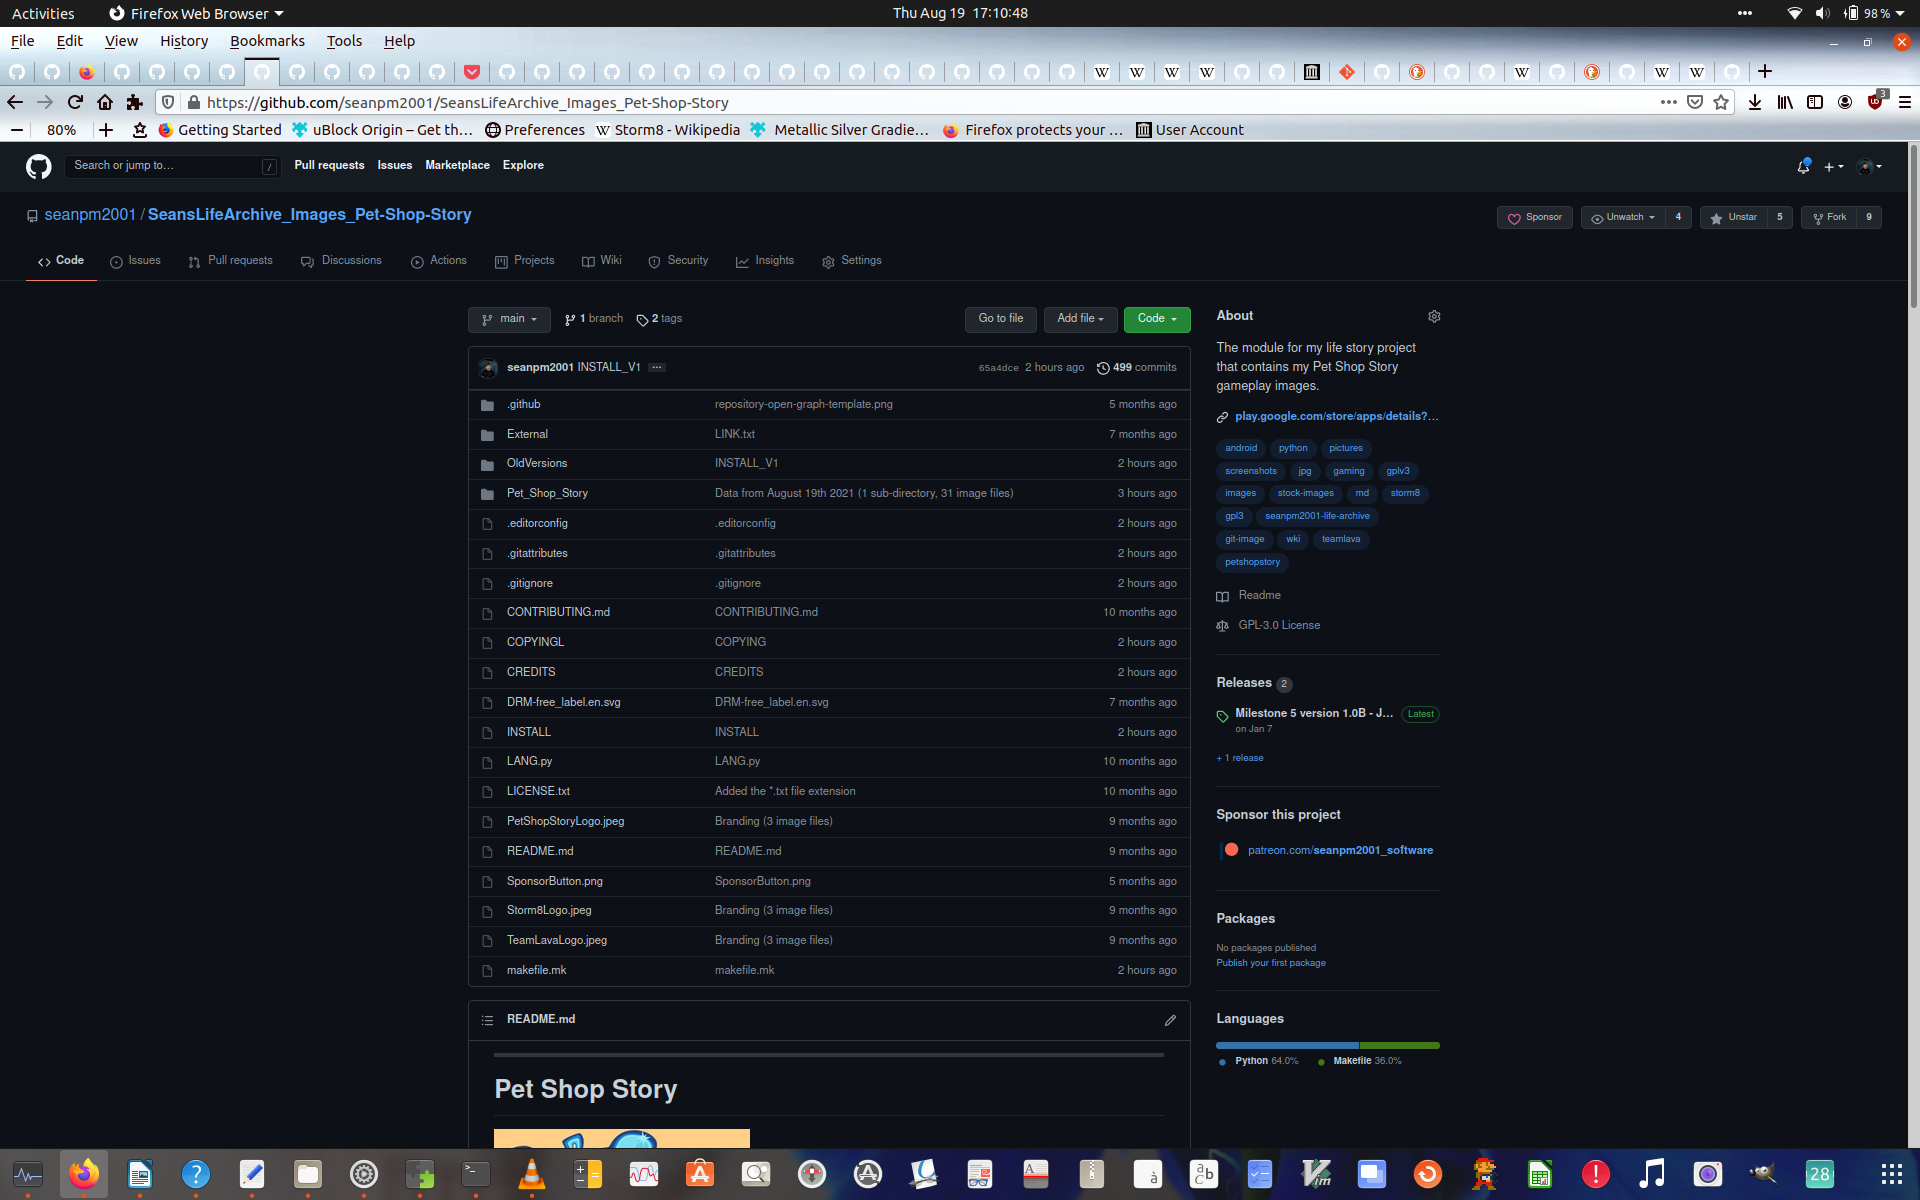 Activities Firefox Web Browser Thu Aug 19 17:10:48 98 %
File Edit View History Bookmarks Tools Help
https://github.com/seanpm2001/SeansLifeArchive_Images_Pet-Shop-Story 3
80% Getting Started uBlock Origin – Get th… Preferences Storm8 - Wikipedia Metallic Silver Gradie… Firefox protects your … User Account
Search or jump to… / Pull requests Issues Marketplace Explore
seanpm2001 / SeansLifeArchive_Images_Pet-Shop-Story Sponsor Unwatch 4 Unstar 5 Fork 9
Code Issues Pull requests Discussions Actions Projects Wiki Security Insights Settings
main 1 branch 2 tags Go to file Add file Code
seanpm2001 INSTALL_V1 … 65a4dce 2 hours ago 499 commits
.github repository-open-graph-template.png 5 months ago
External LINK.txt 7 months ago
OldVersions INSTALL_V1 2 hours ago
Pet_Shop_Story Data from August 19th 2021 (1 sub-directory, 31 image files) 3 hours ago
.editorconfig .editorconfig 2 hours ago
.gitattributes .gitattributes 2 hours ago
.gitignore .gitignore 2 hours ago
CONTRIBUTING.md CONTRIBUTING.md 10 months ago
COPYINGL COPYING 2 hours ago
CREDITS CREDITS 2 hours ago
DRM-free_label.en.svg DRM-free_label.en.svg 7 months ago
INSTALL INSTALL 2 hours ago
LANG.py LANG.py 10 months ago
LICENSE.txt Added the *.txt file extension 10 months ago
PetShopStoryLogo.jpeg Branding (3 image files) 9 months ago
README.md README.md 9 months ago
SponsorButton.png SponsorButton.png 5 months ago
Storm8Logo.jpeg Branding (3 image files) 9 months ago
TeamLavaLogo.jpeg Branding (3 image files) 9 months ago
makefile.mk makefile.mk 2 hours ago
README.md
Pet Shop Story
About
The module for my life story project
that contains my Pet Shop Story
gameplay images.
play.google.com/store/apps/details?…
android python pictures
screenshots jpg gaming gplv3
images stock-images md storm8
gpl3 seanpm2001-life-archive
git-image wki teamlava
petshopstory
Readme
GPL-3.0 License
Releases 2
Milestone 5 version 1.0B - J… Latest
on Jan 7
+ 1 release
Sponsor this project
patreon.com/seanpm2001_software
Packages
No packages published
Publish your first package
Languages
Python 64.0% Makefile 36.0%
28